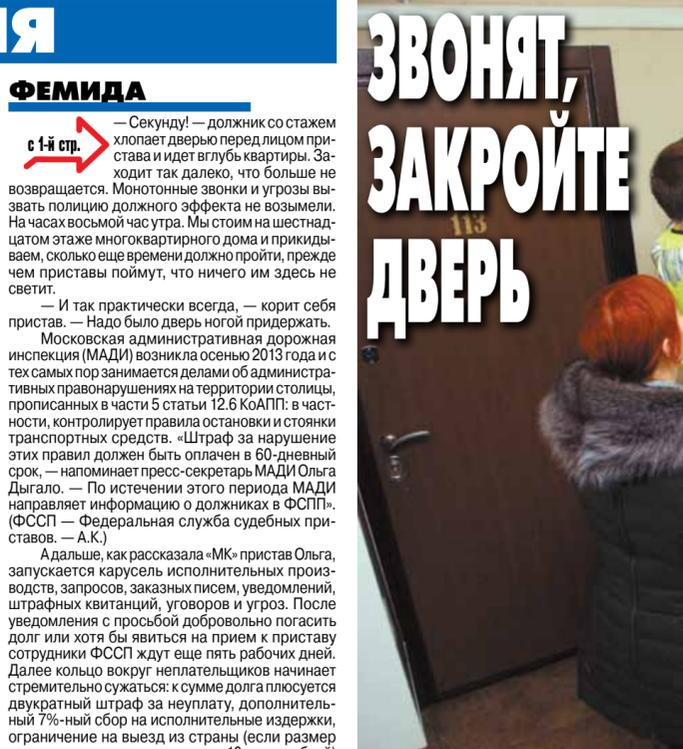 ИЯ
ФЕМИДА
с 1-й стр.
— Секунду! — должник со стажем
хлопает дверью перед лицом при-
става и идет вглубь квартиры. За-
ходит так далеко, что больше не
возвращается. Монотонные звонки и угрозы вы-
звать полицию должного эффекта не возымели.
На часах восьмой час утра. Мы стоим на шестнад-
цатом этаже многоквартирного дома и прикиды-
ваем, сколько еще времени должно пройти, прежде
чем приставы поймут, что ничего им здесь не
светит.
— И так практически всегда, — корит себя
пристав. — Надо было дверь ногой придержать.
Московская административная дорожная
инспекция (МАДИ) возникла осенью 2013 года и с
тех самых пор занимается делами об администра-
тивных правонарушениях на территории столицы,
прописанных в части 5 статьи 12.6 КоАПП: в част-
ности, контролирует правила остановки и стоянки
транспортных средств. «Штраф за нарушение
этих правил должен быть оплачен в 60-дневный
срок, — напоминает пресс-секретарь МАДИ Ольга
Дыгало. — По истечении этого периода МАДИ
направляет информацию о должниках в ФСПП».
(ФССП — Федеральная служба судебных при-
ставов. — А.К.)
А дальше, как рассказала «МК» пристав Ольга,
запускается карусель исполнительных произ-
водств, запросов, заказных писем, уведомлений,
штрафных квитанций, уговоров и угроз. После
уведомления с просьбой добровольно погасить
долг или хотя бы явиться на прием к приставу
сотрудники ФССП ждут еще пять рабочих дней.
Далее кольцо вокруг неплательщиков начинает
стремительно сужаться: к сумме долга плюсуется
двукратный штраф за неуплату, дополнитель-
ный 7%-ный сбор на исполнительные издержки,
ограничение на выезд из страны (если размер
ЗВОНЯТ,
ЗАКРОЙТЕ
ДВЕРЬ
113